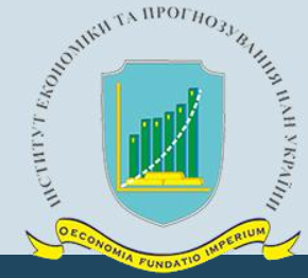 ІНСТИТУТ ЕКОНОМІКИ ТА ПРОГНОЗУВАННЯ НАН УКРАЇНИ
OECONOMIA FUNDATIO IMPERIUM